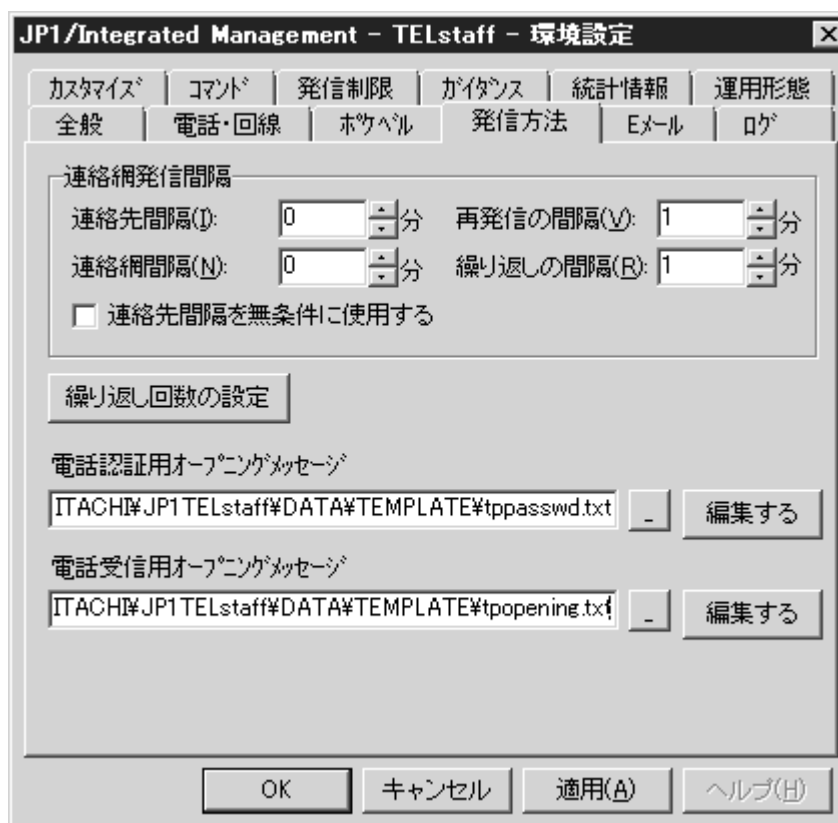 JP1/Integrated Management - TELstaff - 環境設定
ｶｽﾀﾏｲｽﾞ ｺﾏﾝﾄﾞ 発信制限 ｶﾞｲﾀﾞﾝｽ 統計情報 運用形態
全般 電話・回線 ﾎﾟｹﾍﾞﾙ 発信方法 Eﾒｰﾙ ﾛｸﾞ
連絡網発信間隔
連絡先間隔(I): 0 分 再発信の間隔(V): 1 分
連絡網間隔(N): 0 分 繰り返しの間隔(R): 1 分
連絡先間隔を無条件に使用する
繰り返し回数の設定
電話認証用ｵｰﾌﾟﾆﾝｸﾞﾒｯｾｰｼﾞ
ITACHI¥JP1TELstaff¥DATA¥TEMPLATE¥tppasswd.txt _ 編集する
電話受信用ｵｰﾌﾟﾆﾝｸﾞﾒｯｾｰｼﾞ
ITACHI¥JP1TELstaff¥DATA¥TEMPLATE¥tpopening.txt _ 編集する
OK キャンセル 適用(A) ヘルプ(H)